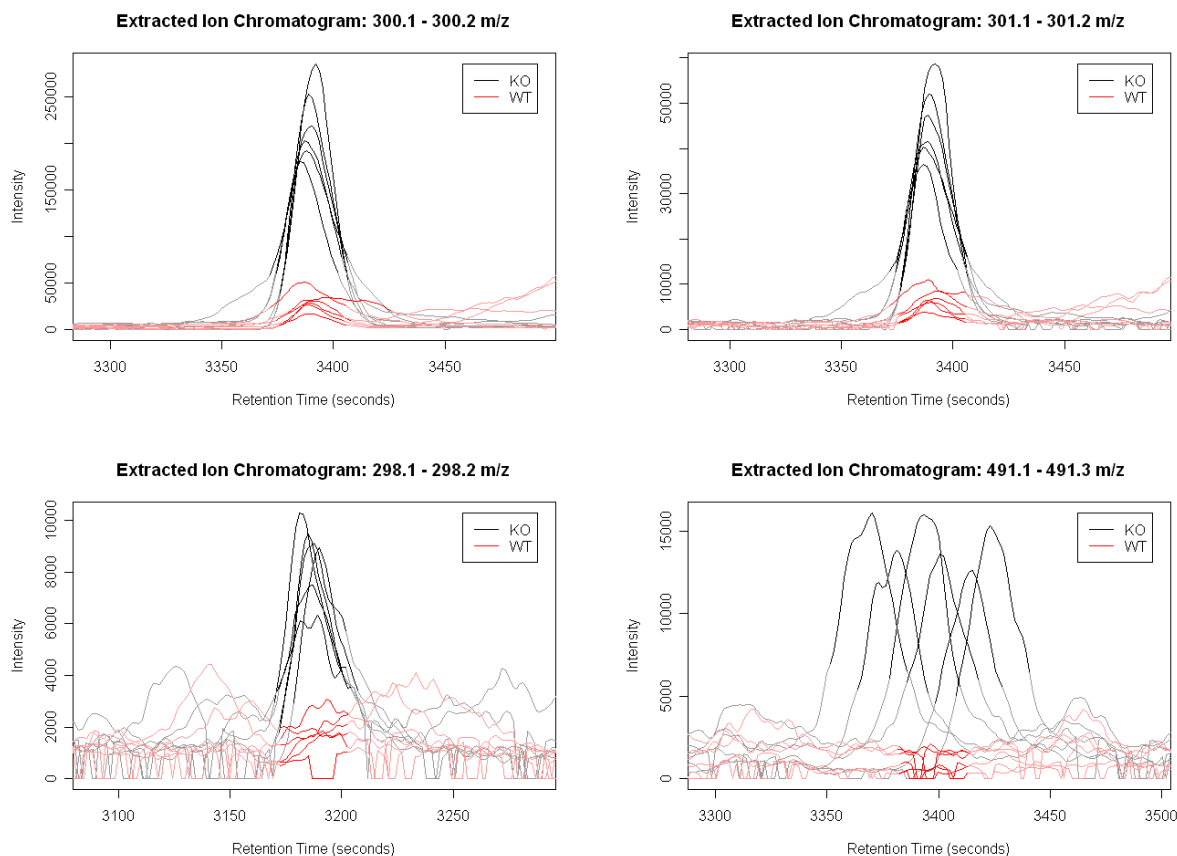 Extracted Ion Chromatogram: 300.1 - 300.2 m/z
KO
WT
Intensity
0
50000
150000
250000
3300
3350
3400
3450
Retention Time (seconds)
Extracted Ion Chromatogram: 301.1 - 301.2 m/z
KO
WT
Intensity
0
10000
30000
50000
3300
3350
3400
3450
Retention Time (seconds)
Extracted Ion Chromatogram: 298.1 - 298.2 m/z
KO
WT
Intensity
0
2000
4000
6000
8000
10000
3100
3150
3200
3250
Retention Time (seconds)
Extracted Ion Chromatogram: 491.1 - 491.3 m/z
KO
WT
Intensity
0
5000
10000
15000
3300
3350
3400
3450
3500
Retention Time (seconds)